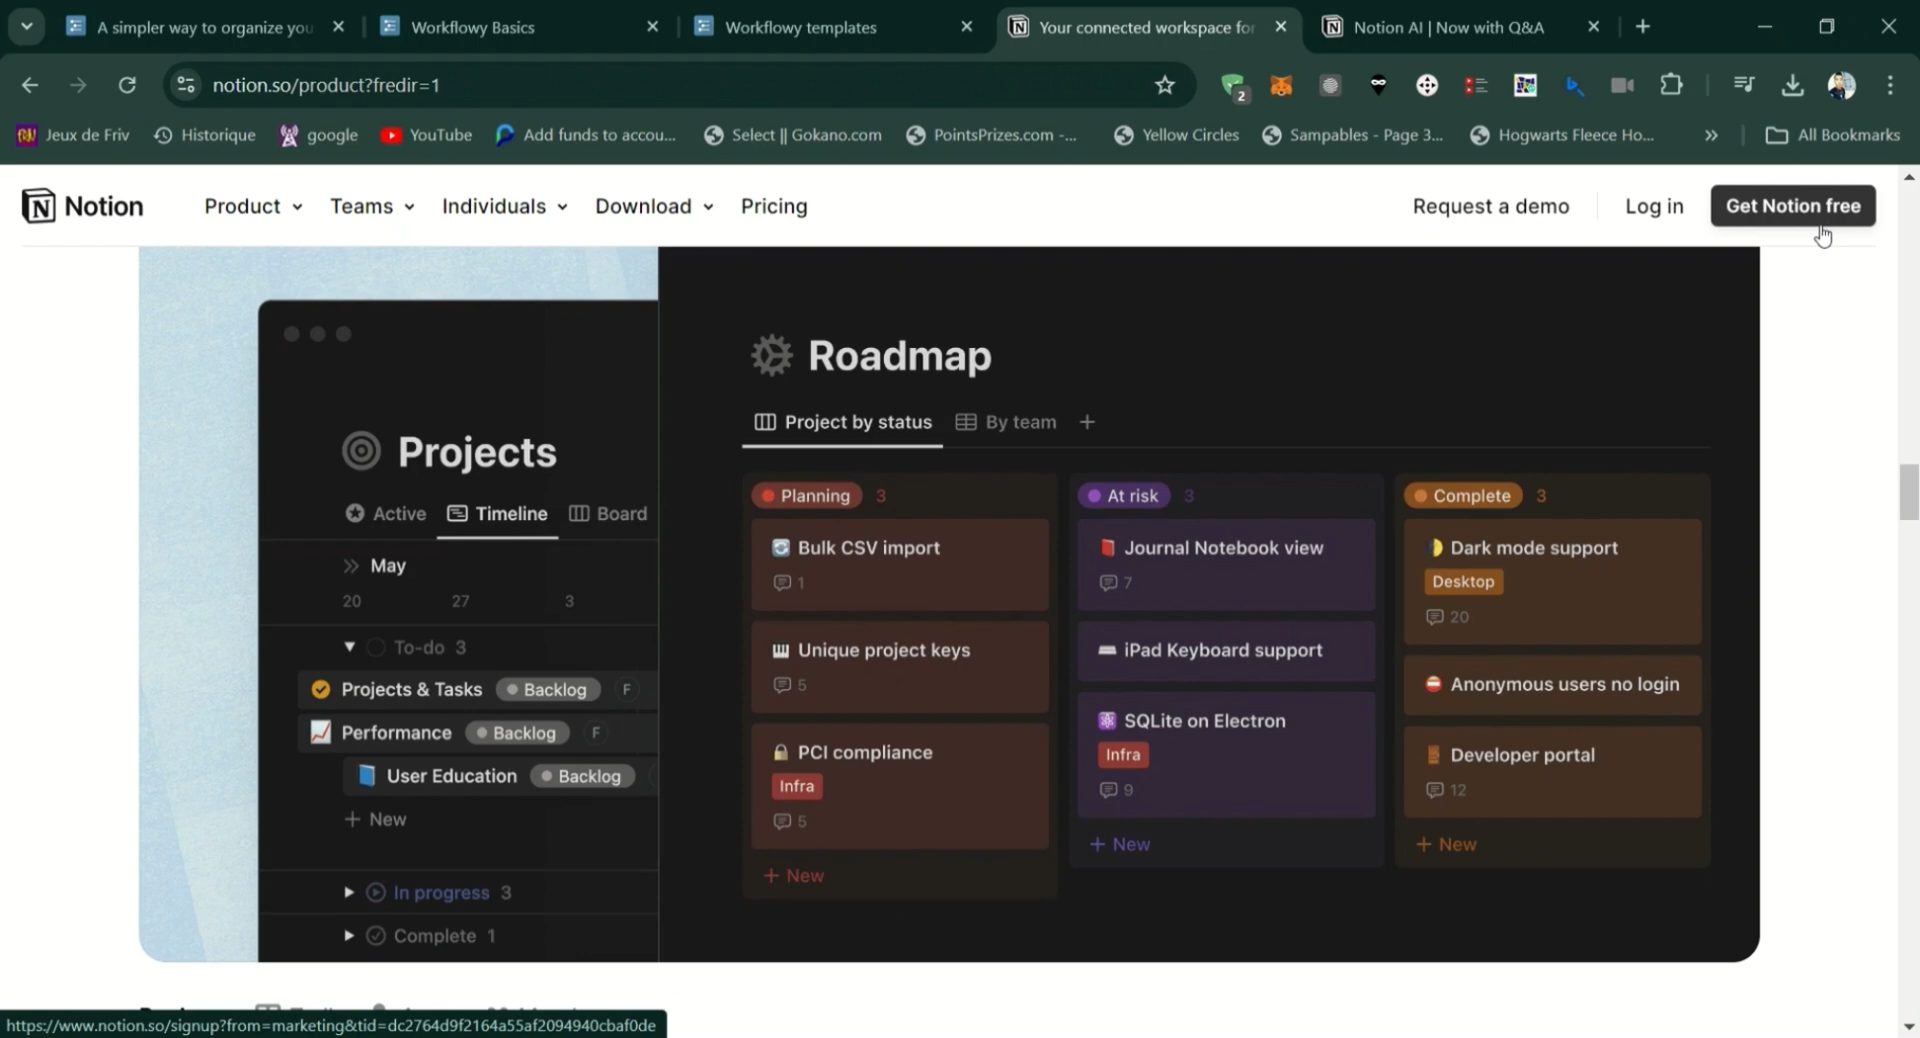 A simpler way to organize you
Workflowy Basics
Workflowy templates
Your connected workspace for
Notion AI | Now with Q&A
notion.so/product?fredir=1
2
Jeux de Friv
Historique
google
YouTube
Add funds to accou...
Select || Gokano.com
PointsPrizes.com -...
Yellow Circles
Sampables - Page 3...
Hogwarts Fleece Ho...
All Bookmarks
Notion
Product
Teams
Individuals
Download
Pricing
Request a demo
Log in
Get Notion free
Projects
Active
Timeline
Board
May
20 27 3
To-do 3
Projects & Tasks Backlog F
Performance Backlog F
User Education Backlog
+ New
In progress 3
Complete 1
Roadmap
Project by status
By team
Planning 3
Bulk CSV import
1
Unique project keys
5
PCI compliance
Infra
5
+ New
At risk 3
Journal Notebook view
7
iPad Keyboard support
SQLite on Electron
Infra
9
+ New
Complete 3
Dark mode support
Desktop
20
Anonymous users no login
Developer portal
12
+ New
https://www.notion.so/signup?from=marketing&tid=dc2764d9f2164a55af2094940cbaf0de